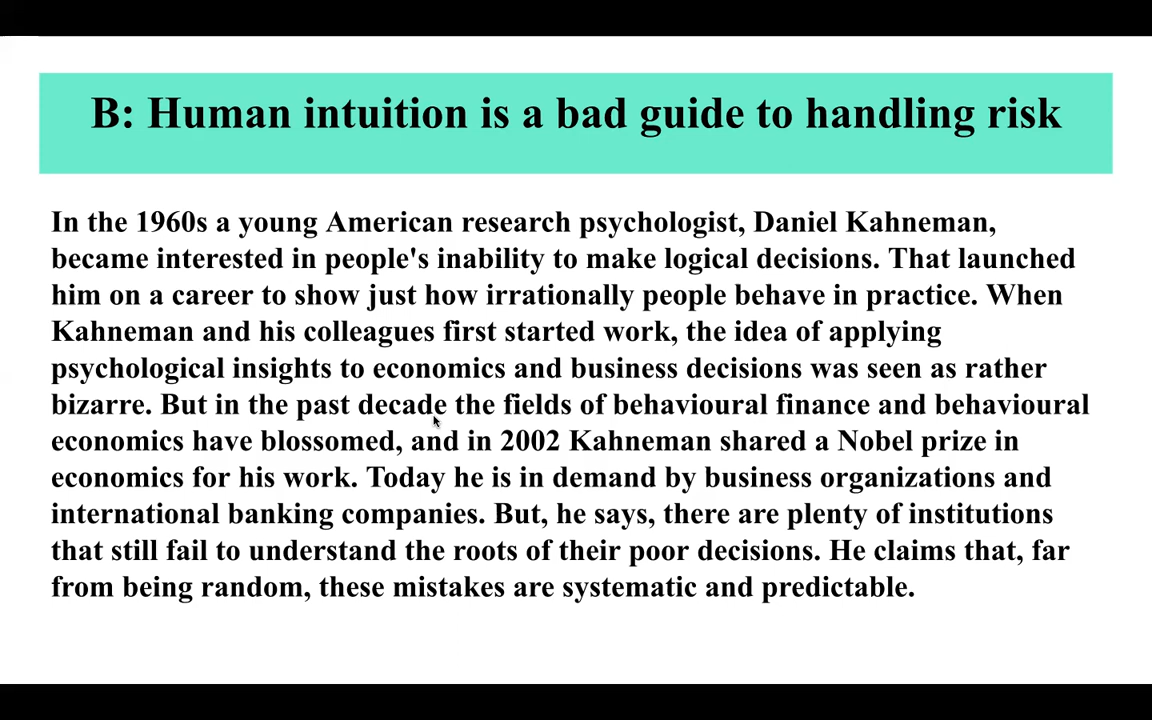 B: Human intuition is a bad guide to handling risk
In the 1960s a young American research psychologist, Daniel Kahneman,
became interested in people's inability to make logical decisions. That launched
him on a career to show just how irrationally people behave in practice. When
Kahneman and his colleagues first started work, the idea of applying
psychological insights to economics and business decisions was seen as rather
bizarre. But in the past decade the fields of behavioural finance and behavioural
economics have blossomed, and in 2002 Kahneman shared a Nobel prize in
economics for his work. Today he is in demand by business organizations and
international banking companies. But, he says, there are plenty of institutions
that still fail to understand the roots of their poor decisions. He claims that, far
from being random, these mistakes are systematic and predictable.